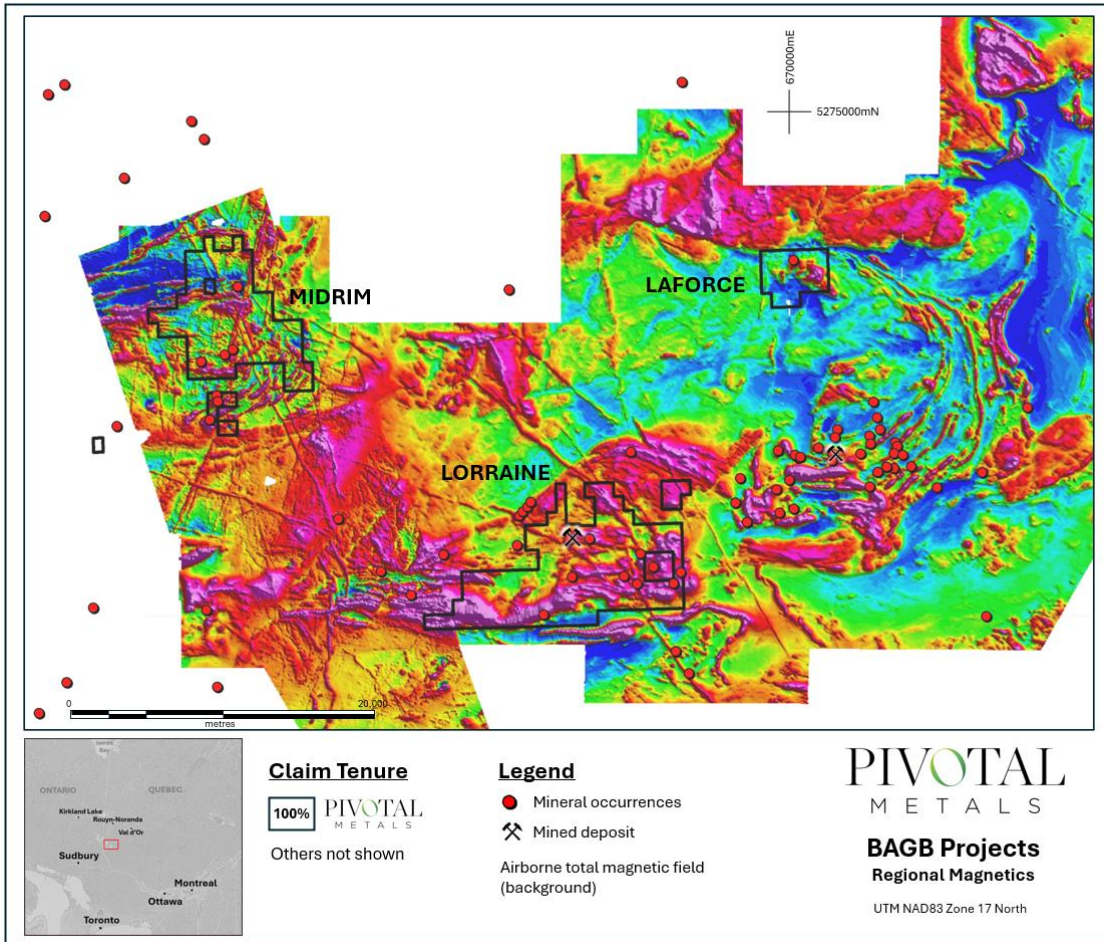 670000mE
5275000mN
MIDRIM
LAFORCE
LORRAINE
0
20,000
metres
James
Bay
ONTARIO
QUEBEC
Kirkland Lake
Rouyn-Noranda
Val d'Or
Sudbury
Montreal
Ottawa
Toronto
Claim Tenure
100%
PIVOTAL
METALS
Others not shown
Legend
Mineral occurrences
Mined deposit
Airborne total magnetic field
(background)
PIVOTAL
METALS
BAGB Projects
Regional Magnetics
UTM NAD83 Zone 17 North